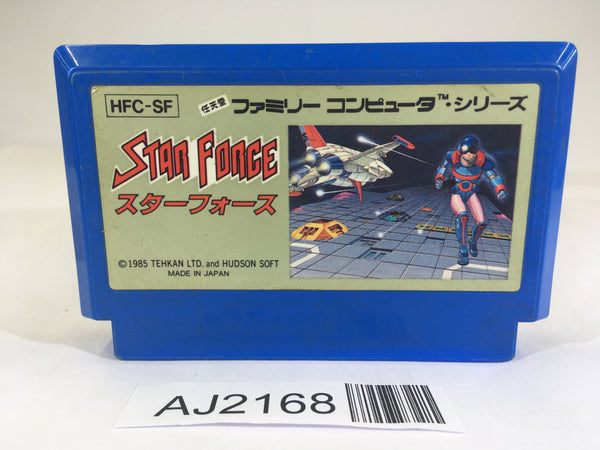 HFC-SF
任天堂 ファミリー コンピュータ™・シリーズ
STAR FORCE
スターフォース
©1985 TEHKAN LTD. and HUDSON SOFT
MADE IN JAPAN
AJ2168